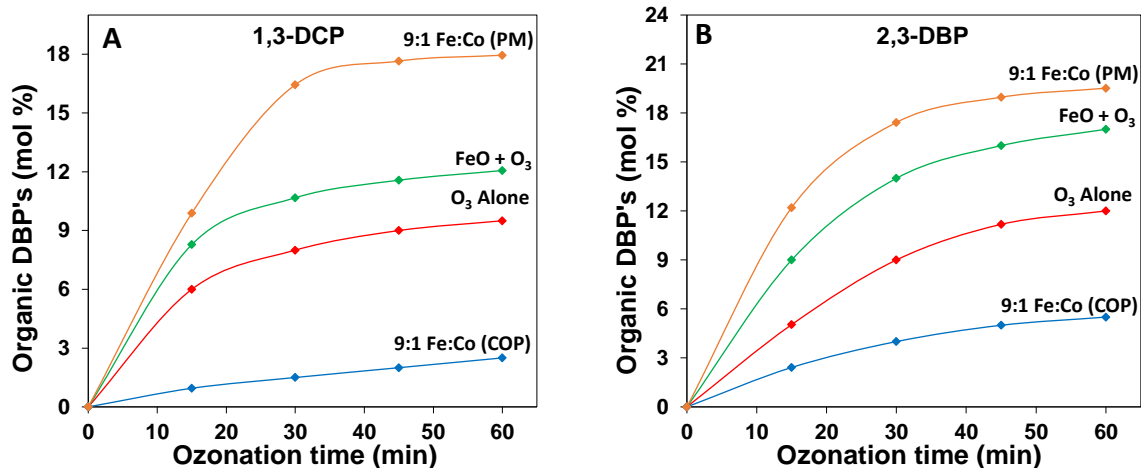 A
1,3-DCP
9:1 Fe:Co (PM)
FeO + O₃
O₃ Alone
9:1 Fe:Co (COP)
Organic DBP's (mol %)
18
15
12
9
6
3
0
0
10
20
30
40
50
60
Ozonation time (min)
B
2,3-DBP
9:1 Fe:Co (PM)
FeO + O₃
O₃ Alone
9:1 Fe:Co (COP)
Organic DBP's (mol %)
24
21
18
15
12
9
6
3
0
0
10
20
30
40
50
60
Ozonation time (min)